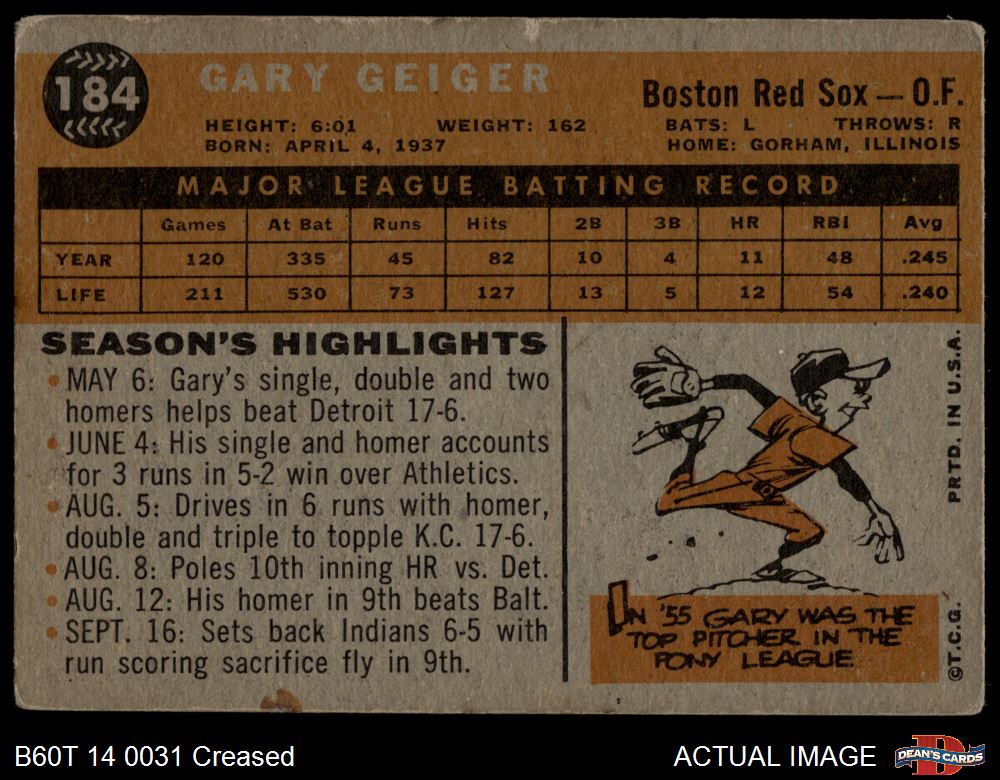 184
GARY GEIGER
Boston Red Sox — O.F.
HEIGHT: 6:01 WEIGHT: 162 BATS: L THROWS: R
BORN: APRIL 4, 1937 HOME: GORHAM, ILLINOIS
MAJOR LEAGUE BATTING RECORD
Games At Bat Runs Hits 2B 3B HR RBI Avg
YEAR 120 335 45 82 10 4 11 48 .245
LIFE 211 530 73 127 13 5 12 54 .240
SEASON'S HIGHLIGHTS
• MAY 6: Gary's single, double and two
homers helps beat Detroit 17-6.
• JUNE 4: His single and homer accounts
for 3 runs in 5-2 win over Athletics.
• AUG. 5: Drives in 6 runs with homer,
double and triple to topple K.C. 17-6.
• AUG. 8: Poles 10th inning HR vs. Det.
• AUG. 12: His homer in 9th beats Balt.
• SEPT. 16: Sets back Indians 6-5 with
run scoring sacrifice fly in 9th.
IN '55 GARY WAS THE
TOP PITCHER IN THE
PONY LEAGUE
©T.C.G. PRTD. IN U.S.A.
B60T 14 0031 Creased
ACTUAL IMAGE
DEAN'S CARDS